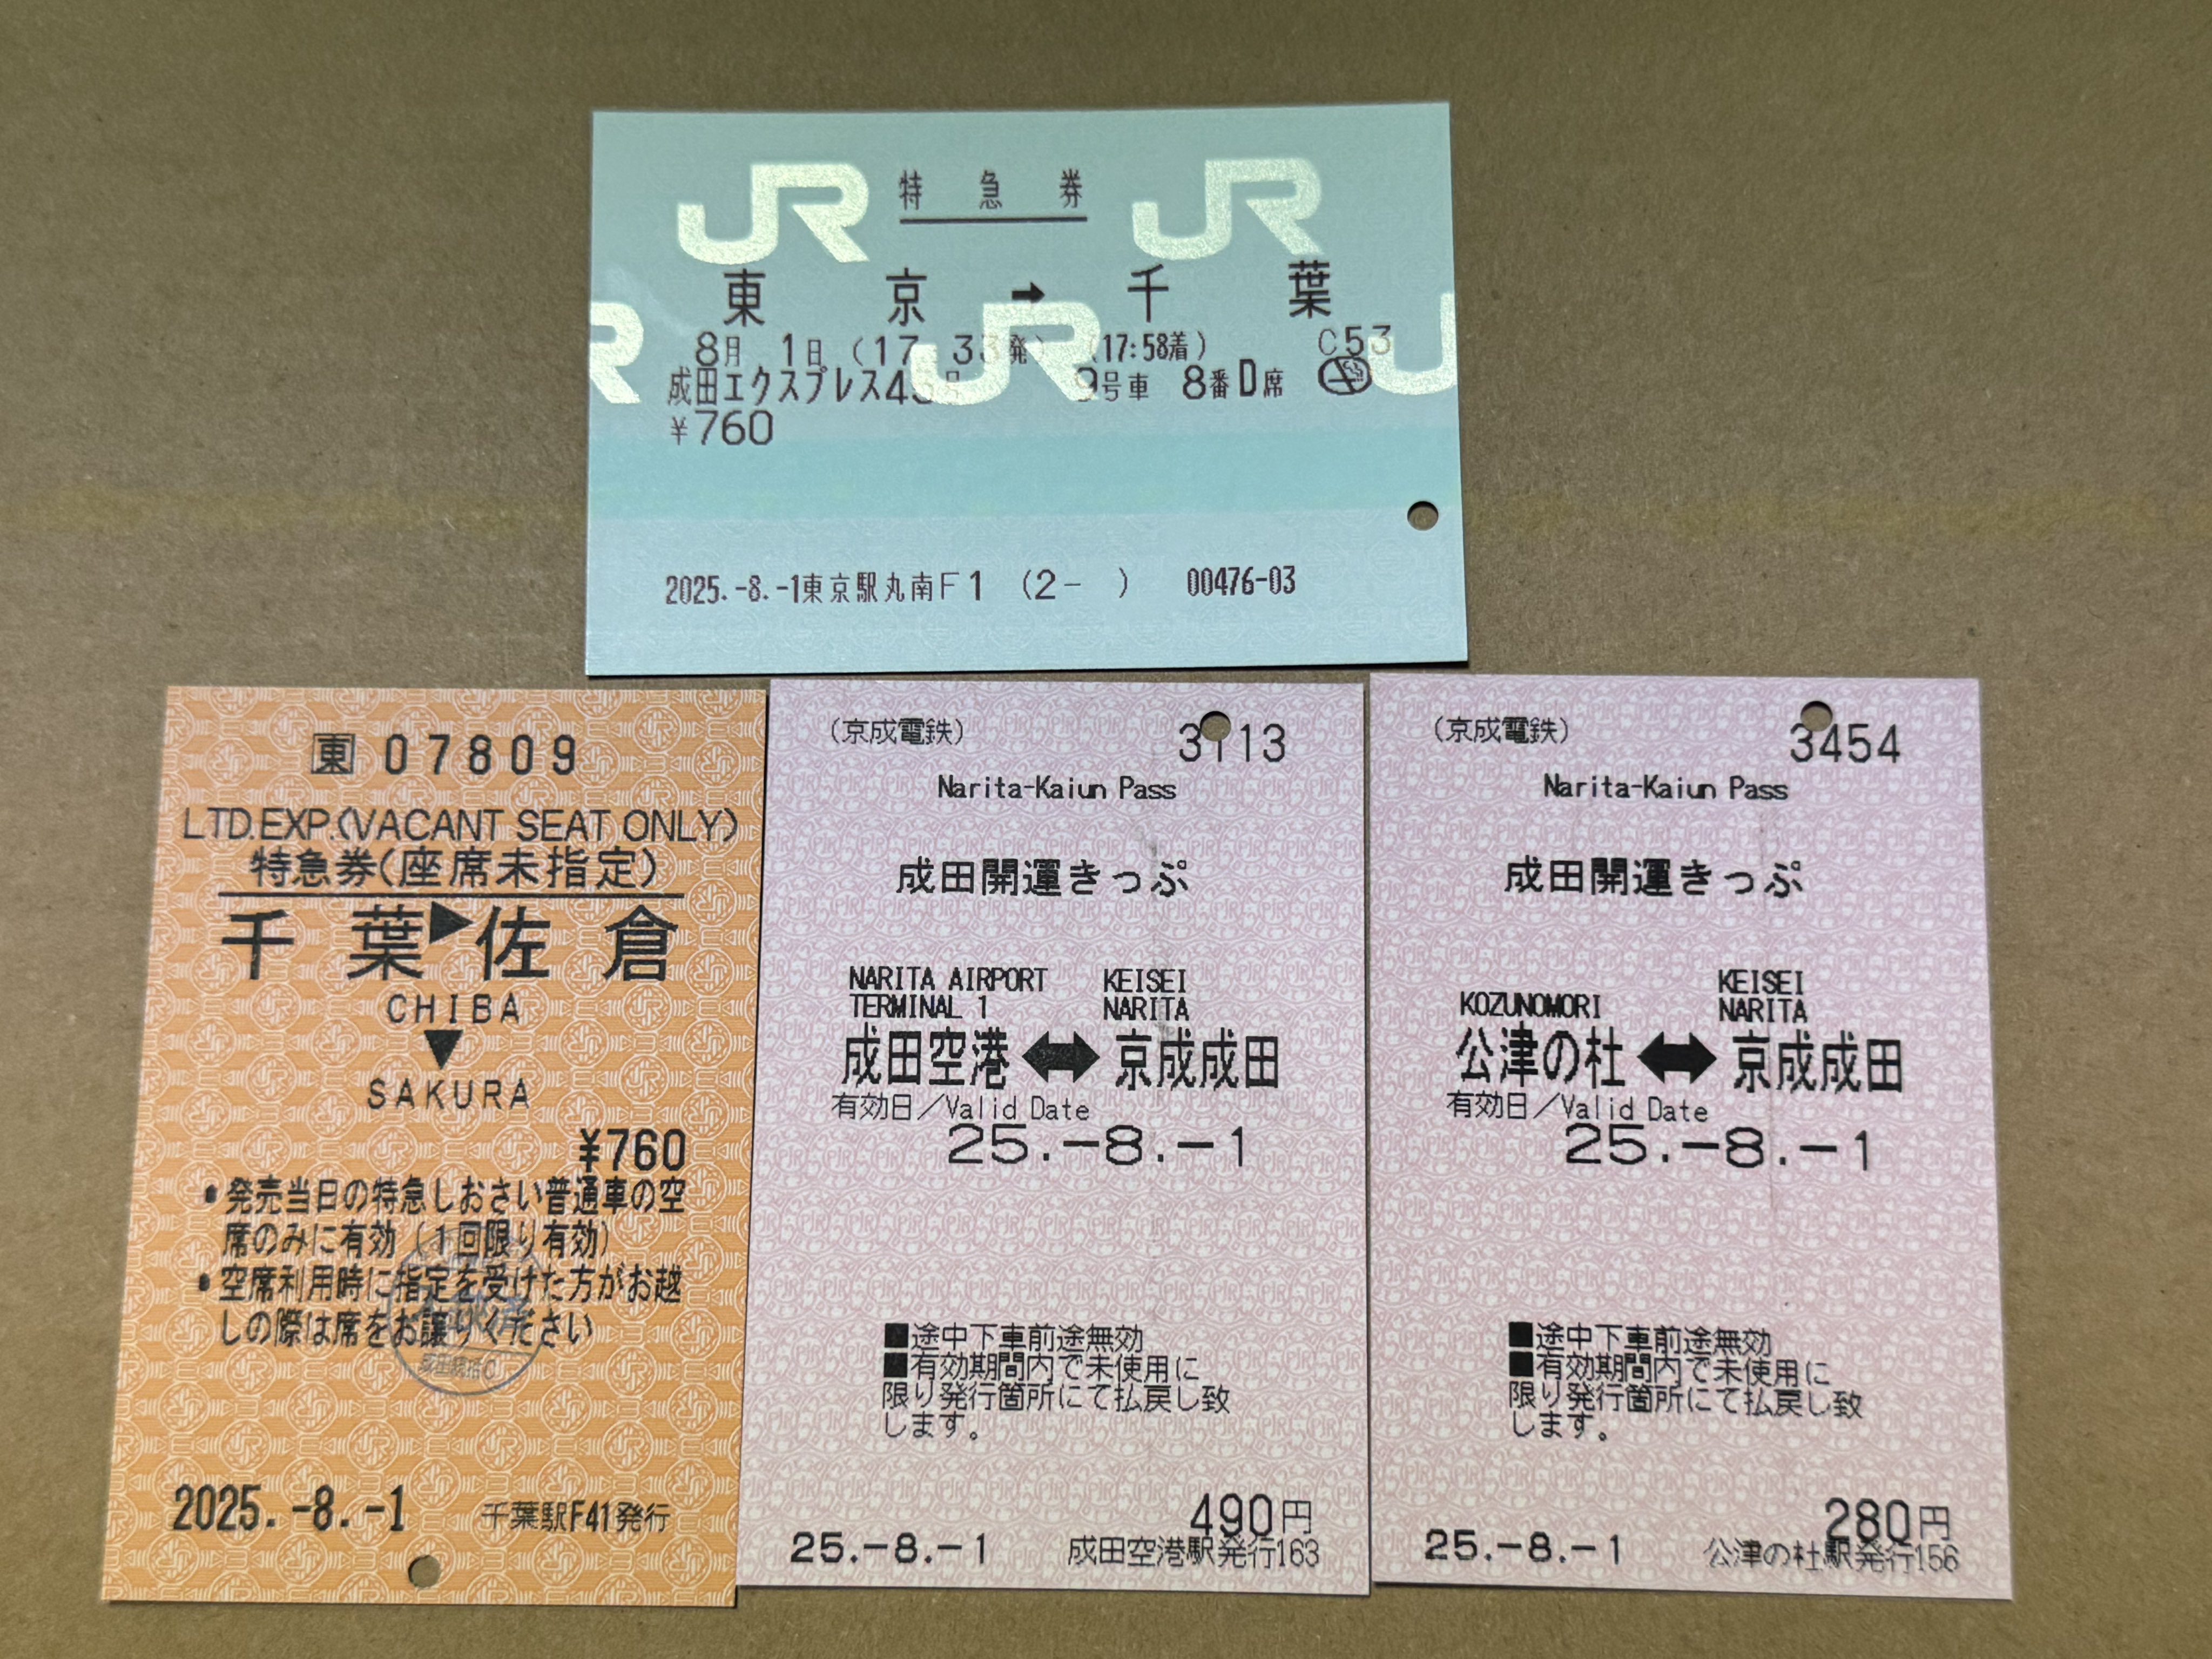 JR 特急券 JR
東京➡千葉
8月 1日(17:33発) (17:58着) C53
成田エクスプレス43号 9号車 8番D席
¥760
JR
2025.-8.-1東京駅丸南F1 (2- ) 00476-03
東 07809
LTD.EXP.(VACANT SEAT ONLY)
特急券(座席未指定)
千葉▶佐倉
CHIBA
▼
SAKURA
¥760
●発売当日の特急しおさい普通車の空
席のみに有効(1回限り有効)
●空席利用時に指定を受けた方がお越
しの際は席をお譲りください
2025.-8.-1 千葉駅F41発行
(京成電鉄) 3113
Narita-Kaiun Pass
成田開運きっぷ
NARITA AIRPORT KEISEI
TERMINAL 1 NARITA
成田空港⬌京成成田
有効日/Valid Date
25.-8.-1
■途中下車前途無効
■有効期間内で未使用に
限り発行箇所にて払戻し致
します。
490円
25.-8.-1 成田空港駅発行163
(京成電鉄) 3454
Narita-Kaiun Pass
成田開運きっぷ
KEISEI
KOZUNOMORI NARITA
公津の杜⬌京成成田
有効日/Valid Date
25.-8.-1
■途中下車前途無効
■有効期間内で未使用に
限り発行箇所にて払戻し致
します。
280円
25.-8.-1 公津の杜駅発行156